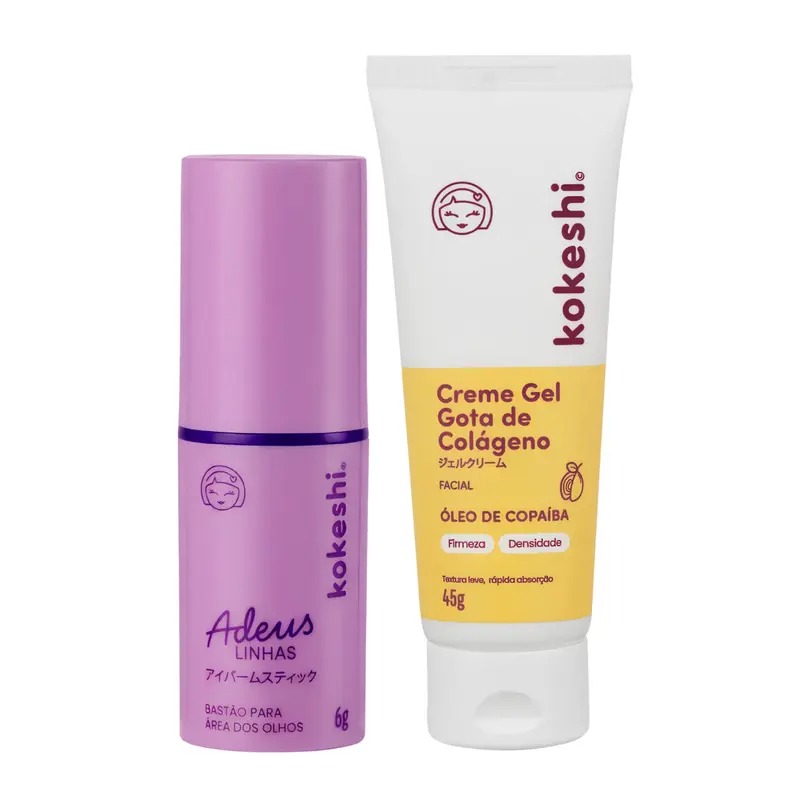 kokeshi
Adeus
LINHAS
アイバームスティック
BASTÃO PARA
ÁREA DOS OLHOS
6g
kokeshi
Creme Gel
Gota de
Colágeno
ジェルクリーム
FACIAL
ÓLEO DE COPAÍBA
Firmeza Densidade
Textura leve, rápida absorção
45g